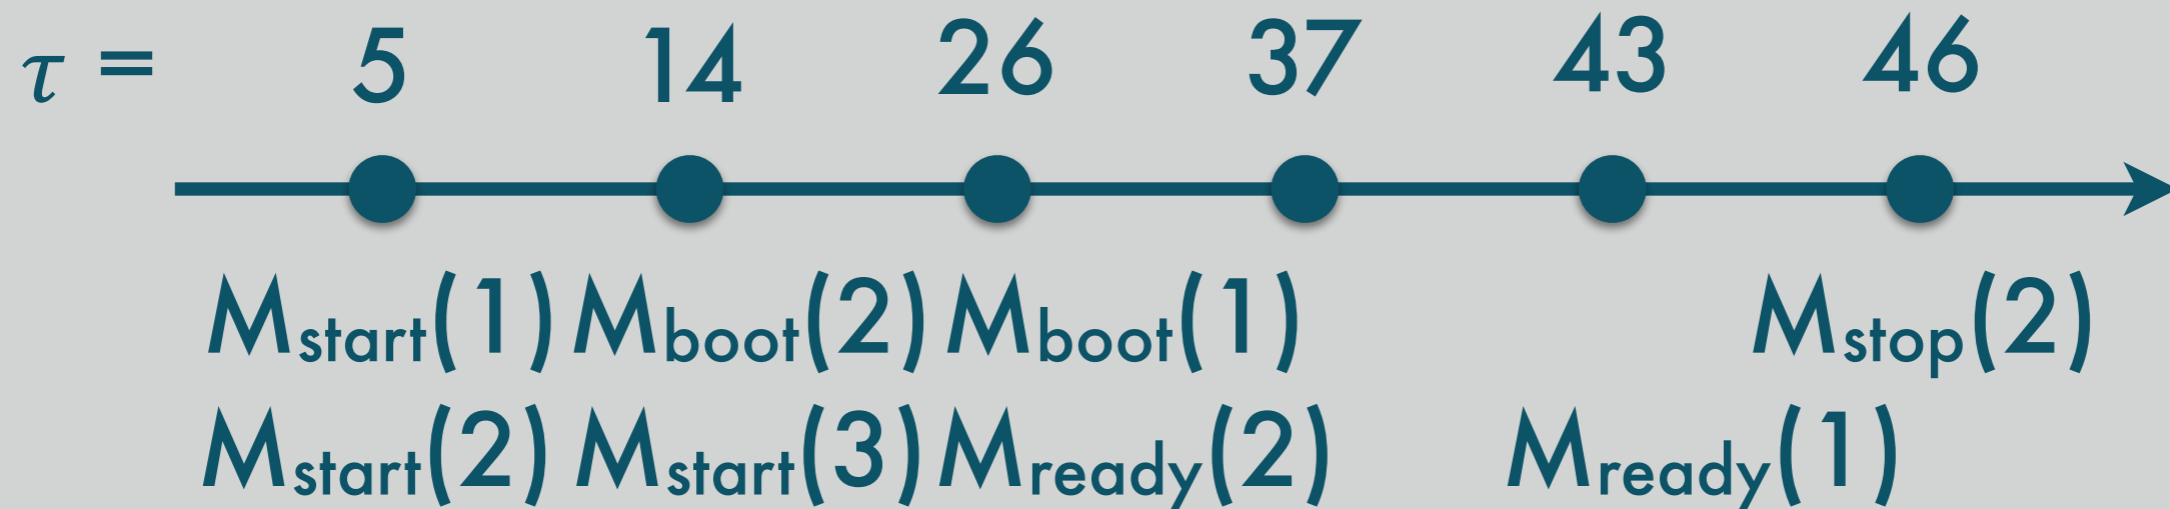 τ = 5 14 26 37 43 46
Mstart(1) Mboot(2) Mboot(1) Mstop(2)
Mstart(2) Mstart(3) Mready(2) Mready(1)